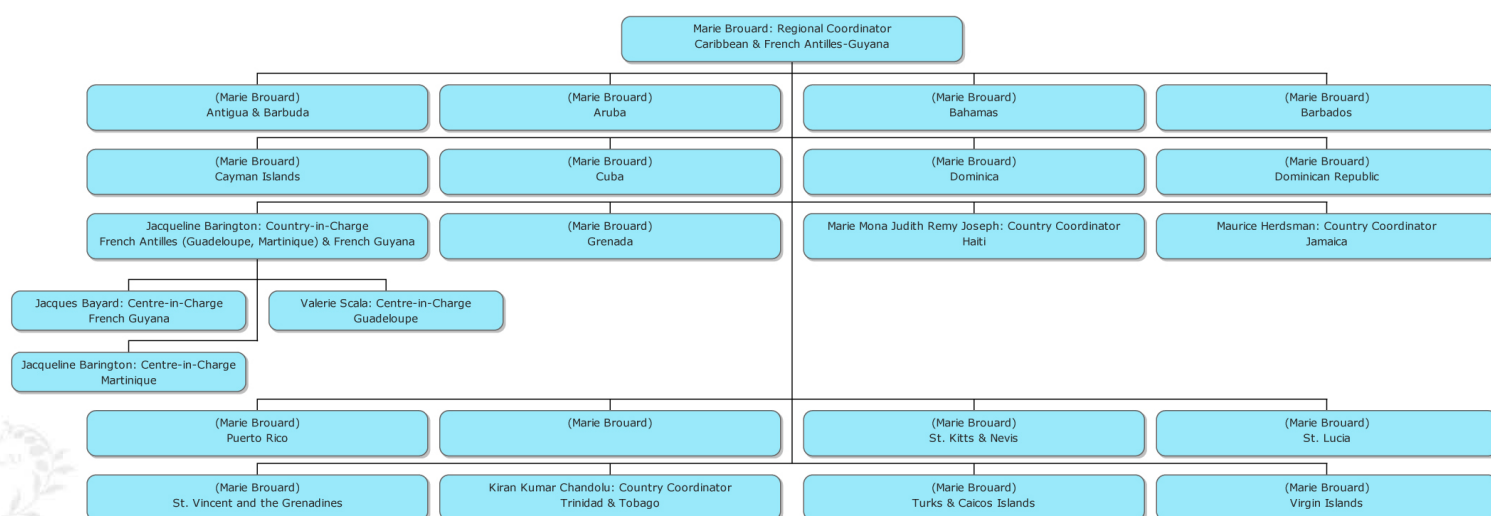 Marie Brouard: Regional Coordinator
Caribbean & French Antilles-Guyana
(Marie Brouard)
Antigua & Barbuda
(Marie Brouard)
Aruba
(Marie Brouard)
Bahamas
(Marie Brouard)
Barbados
(Marie Brouard)
Cayman Islands
(Marie Brouard)
Cuba
(Marie Brouard)
Dominica
(Marie Brouard)
Dominican Republic
Jacqueline Barington: Country-in-Charge
French Antilles (Guadeloupe, Martinique) & French Guyana
(Marie Brouard)
Grenada
Marie Mona Judith Remy Joseph: Country Coordinator
Haiti
Maurice Herdsman: Country Coordinator
Jamaica
Jacques Bayard: Centre-in-Charge
French Guyana
Valerie Scala: Centre-in-Charge
Guadeloupe
Jacqueline Barington: Centre-in-Charge
Martinique
(Marie Brouard)
Puerto Rico
(Marie Brouard)
(Marie Brouard)
St. Kitts & Nevis
(Marie Brouard)
St. Lucia
(Marie Brouard)
St. Vincent and the Grenadines
Kiran Kumar Chandolu: Country Coordinator
Trinidad & Tobago
(Marie Brouard)
Turks & Caicos Islands
(Marie Brouard)
Virgin Islands